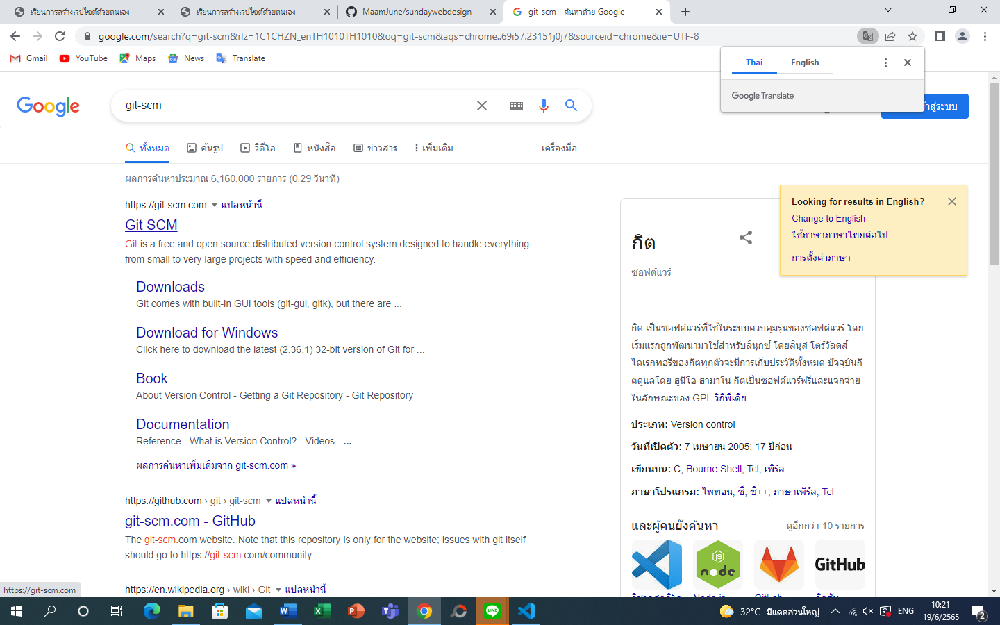 เรียนการสร้างเวปไซต์ด้วยตนเอง
เรียนการสร้างเวปไซต์ด้วยตนเอง
MaamJune/sundaywebdesign
git-scm - ค้นหาด้วย Google
google.com/search?q=git-scm&rlz=1C1CHZN_enTH1010TH1010&oq=git-scm&aqs=chrome..69i57.23151j0j7&sourceid=chrome&ie=UTF-8
Gmail
YouTube
Maps
News
Translate
Thai
English
Google Translate
Google
git-scm
าสู่ระบบ
ทั้งหมด
ค้นรูป
วิดีโอ
หนังสือ
ข่าวสาร
เพิ่มเติม
เครื่องมือ
ผลการค้นหาประมาณ 6,160,000 รายการ (0.29 วินาที)
https://git-scm.com แปลหน้านี้
Git SCM
Git is a free and open source distributed version control system designed to handle everything
from small to very large projects with speed and efficiency.
Downloads
Git comes with built-in GUI tools (git-gui, gitk), but there are ...
Download for Windows
Click here to download the latest (2.36.1) 32-bit version of Git for ...
Book
About Version Control - Getting a Git Repository - Git Repository
Documentation
Reference - What is Version Control? - Videos - ...
ผลการค้นหาเพิ่มเติมจาก git-scm.com »
https://github.com › git › git-scm แปลหน้านี้
git-scm.com - GitHub
The git-scm.com website. Note that this repository is only for the website; issues with git itself
should go to https://git-scm.com/community.
https://en.wikipedia.org › wiki › Git แปลหน้านี้
https://git-scm.com
Looking for results in English?
Change to English
ใช้ภาษาภาษาไทยต่อไป
การตั้งค่าภาษา
กิต
ซอฟต์แวร์
กิต เป็นซอฟต์แวร์ที่ใช้ในระบบควบคุมรุ่นของซอฟต์แวร์ โดย
เริ่มแรกถูกพัฒนามาใช้สำหรับลินุกซ์ โดยลินุส โตร์วัลดส์
ไดเรกทอรีของกิตทุกตัวจะมีการเก็บประวัติทั้งหมด ปัจจุบันกิ
ตดูแลโดย ฮูนิโอ ฮามาโน กิตเป็นซอฟต์แวร์ฟรีและแจกจ่าย
ในลักษณะของ GPL วิกิพีเดีย
ประเภท: Version control
วันที่เปิดตัว: 7 เมษายน 2005; 17 ปีก่อน
เขียนบน: C, Bourne Shell, Tcl, เพิร์ล
ภาษาโปรแกรม: ไพทอน, ซี, ซี++, ภาษาเพิร์ล, Tcl
และผู้คนยังค้นหา
ดูอีกกว่า 10 รายการ
JS
node
GitHub
Node.js
GitLab
LINE
32°C มีแดดส่วนใหญ่
ENG
10:21
19/6/2565
2